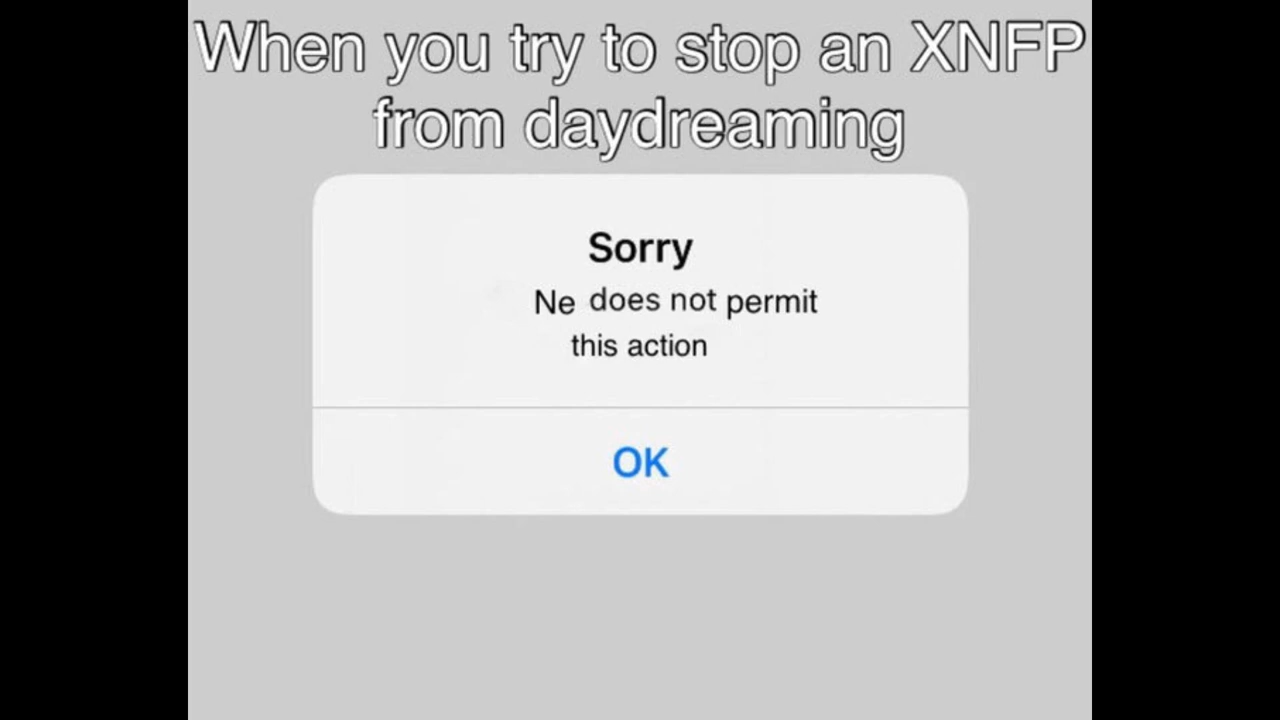 When you try to stop an XNFP
from daydreaming
Sorry
Ne does not permit
this action
OK